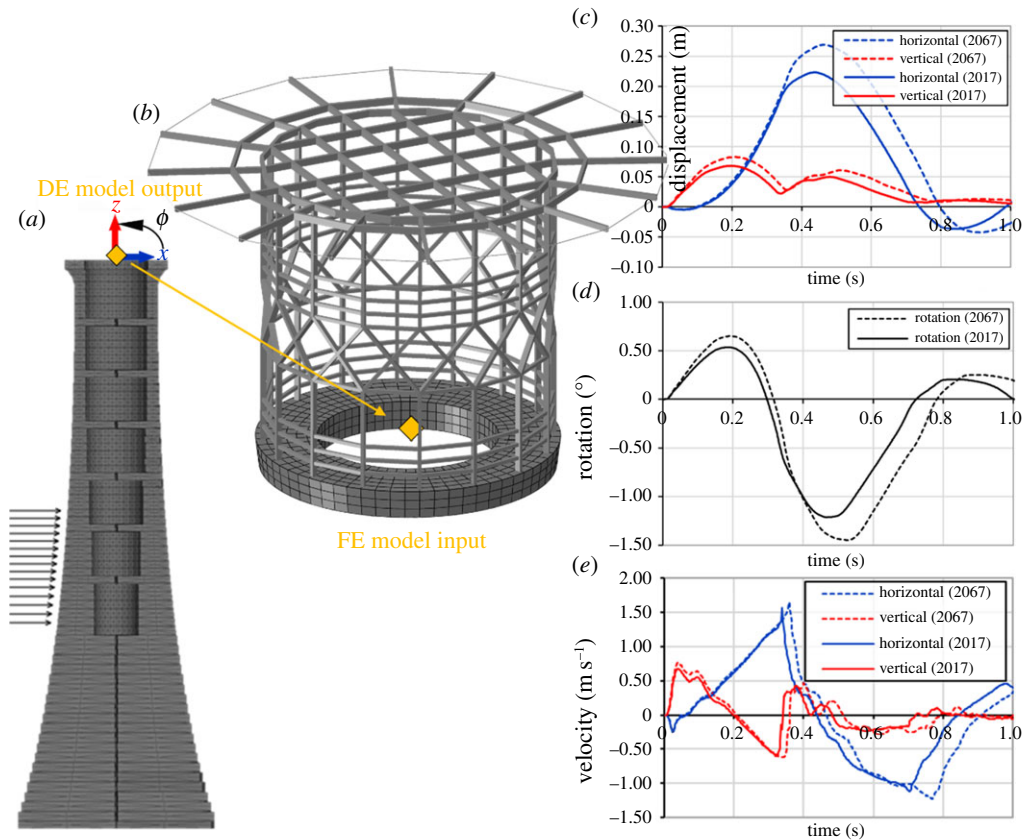 (a)
DE model output
z
ϕ
x
(b)
FE model input
(c)
displacement (m)
0.30
0.25
0.20
0.15
0.10
0.05
0
–0.05
–0.10
horizontal (2067)
vertical (2067)
horizontal (2017)
vertical (2017)
0.2 0.4 0.6 0.8 1.0
time (s)
(d)
rotation (°)
1.00
0.50
0
–0.50
–1.00
–1.50
rotation (2067)
rotation (2017)
0.2 0.4 0.6 0.8 1.0
time (s)
(e)
velocity (m s⁻¹)
2.00
1.50
1.00
0.50
0
–0.50
–1.00
–1.50
horizontal (2067)
vertical (2067)
horizontal (2017)
vertical (2017)
0.2 0.4 0.6 0.8 1.0
time (s)